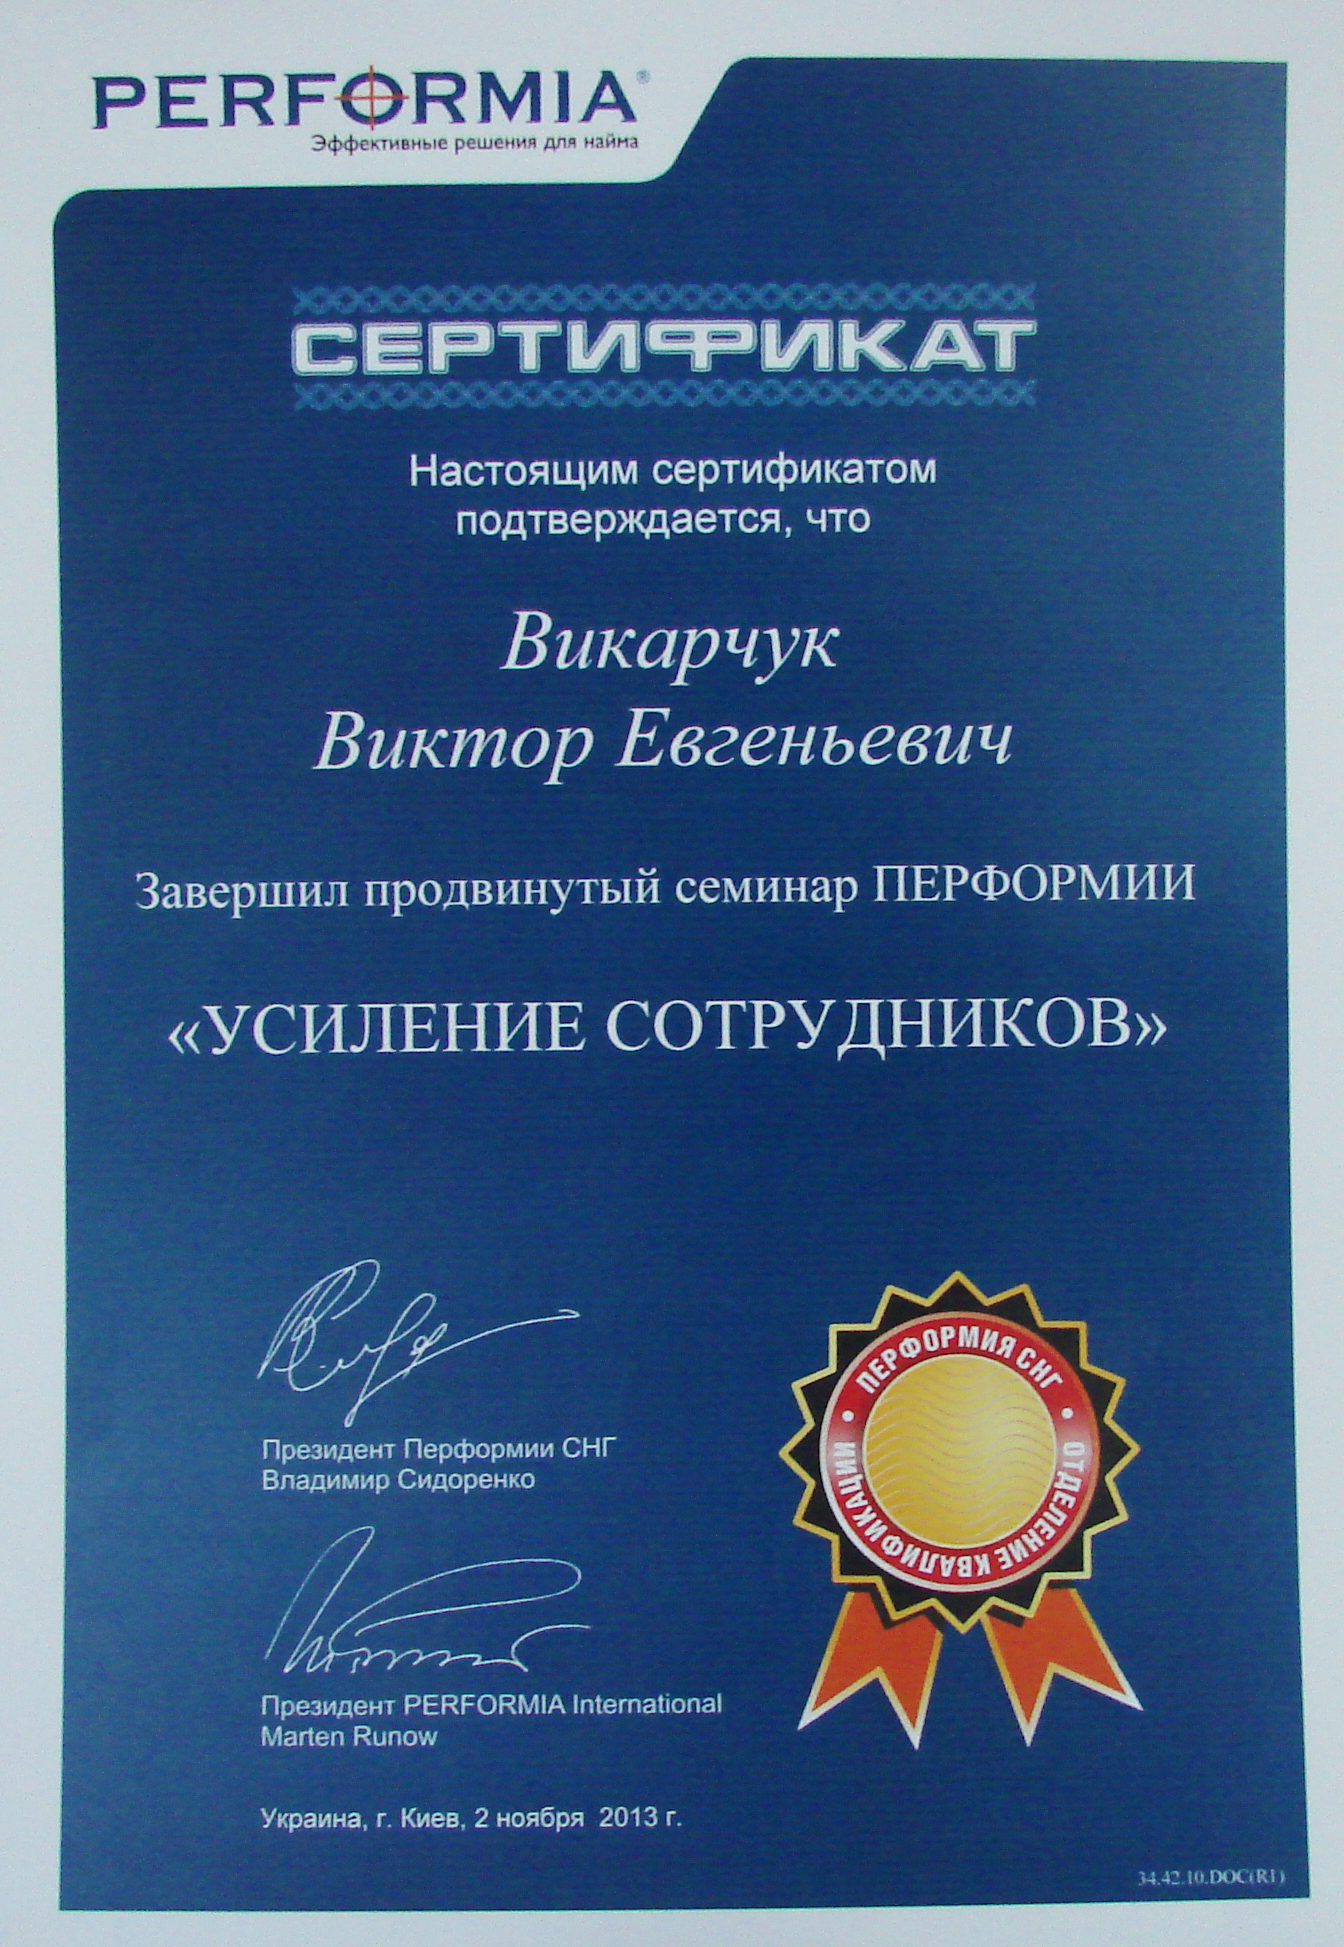 PERFORMIA®
Эффективные решения для найма
СЕРТИФИКАТ
Настоящим сертификатом
подтверждается, что
Викарчук
Виктор Евгеньевич
Завершил продвинутый семинар ПЕРФОРМИИ
«УСИЛЕНИЕ СОТРУДНИКОВ»
Президент Перформии СНГ
Владимир Сидоренко
ПЕРФОРМИЯ СНГ
• ОТДЕЛЕНИЕ КВАЛИФИКАЦИИ •
Президент PERFORMIA International
Marten Runow
Украина, г. Киев, 2 ноября 2013 г.
34.42.10.DOC(R1)